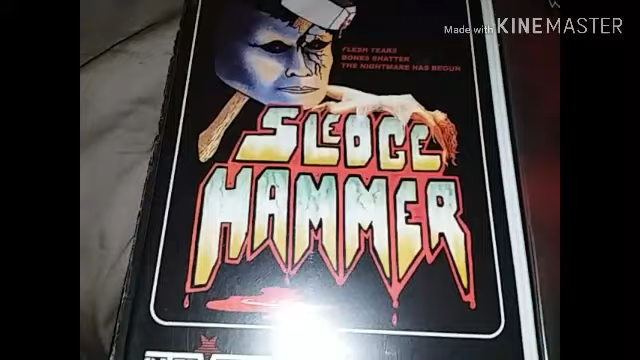 Made with KINEMASTER
FLESH TEARS
BONES SHATTER
THE NIGHTMARE HAS BEGUN
SLEDGE
HAMMER